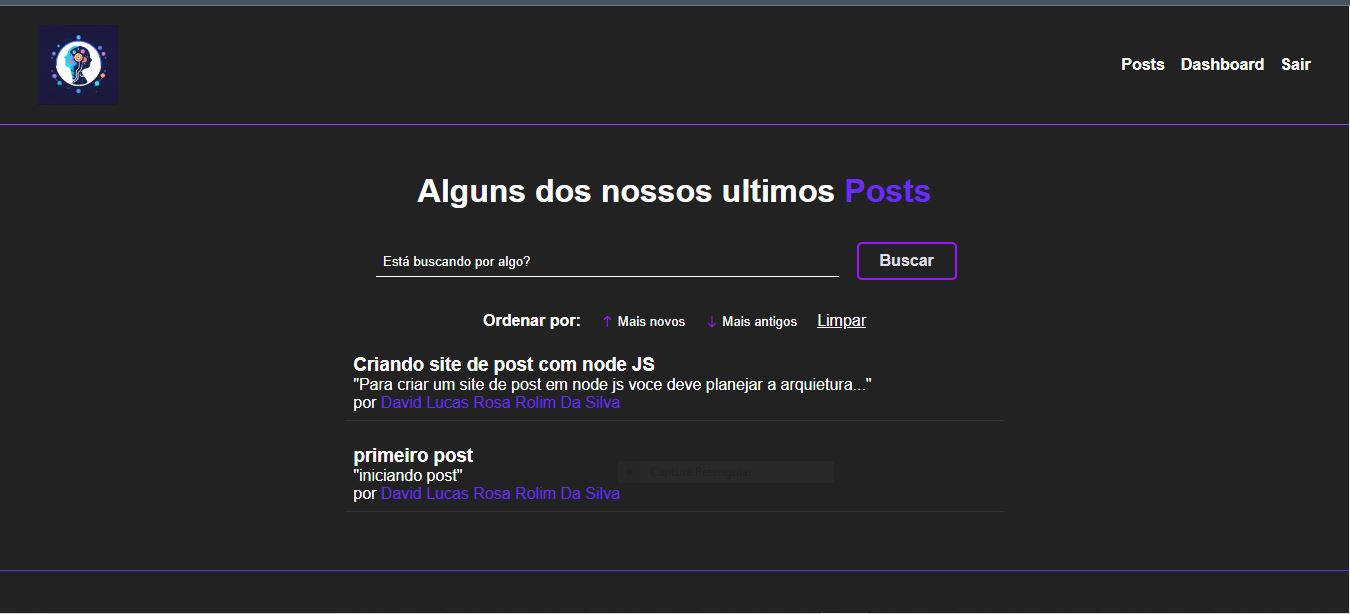 Posts Dashboard Sair
Alguns dos nossos ultimos Posts
Está buscando por algo?
Buscar
Ordenar por: ↑ Mais novos ↓ Mais antigos Limpar
Criando site de post com node JS
"Para criar um site de post em node js voce deve planejar a arquietura..."
por David Lucas Rosa Rolim Da Silva
primeiro post
"iniciando post"
por David Lucas Rosa Rolim Da Silva